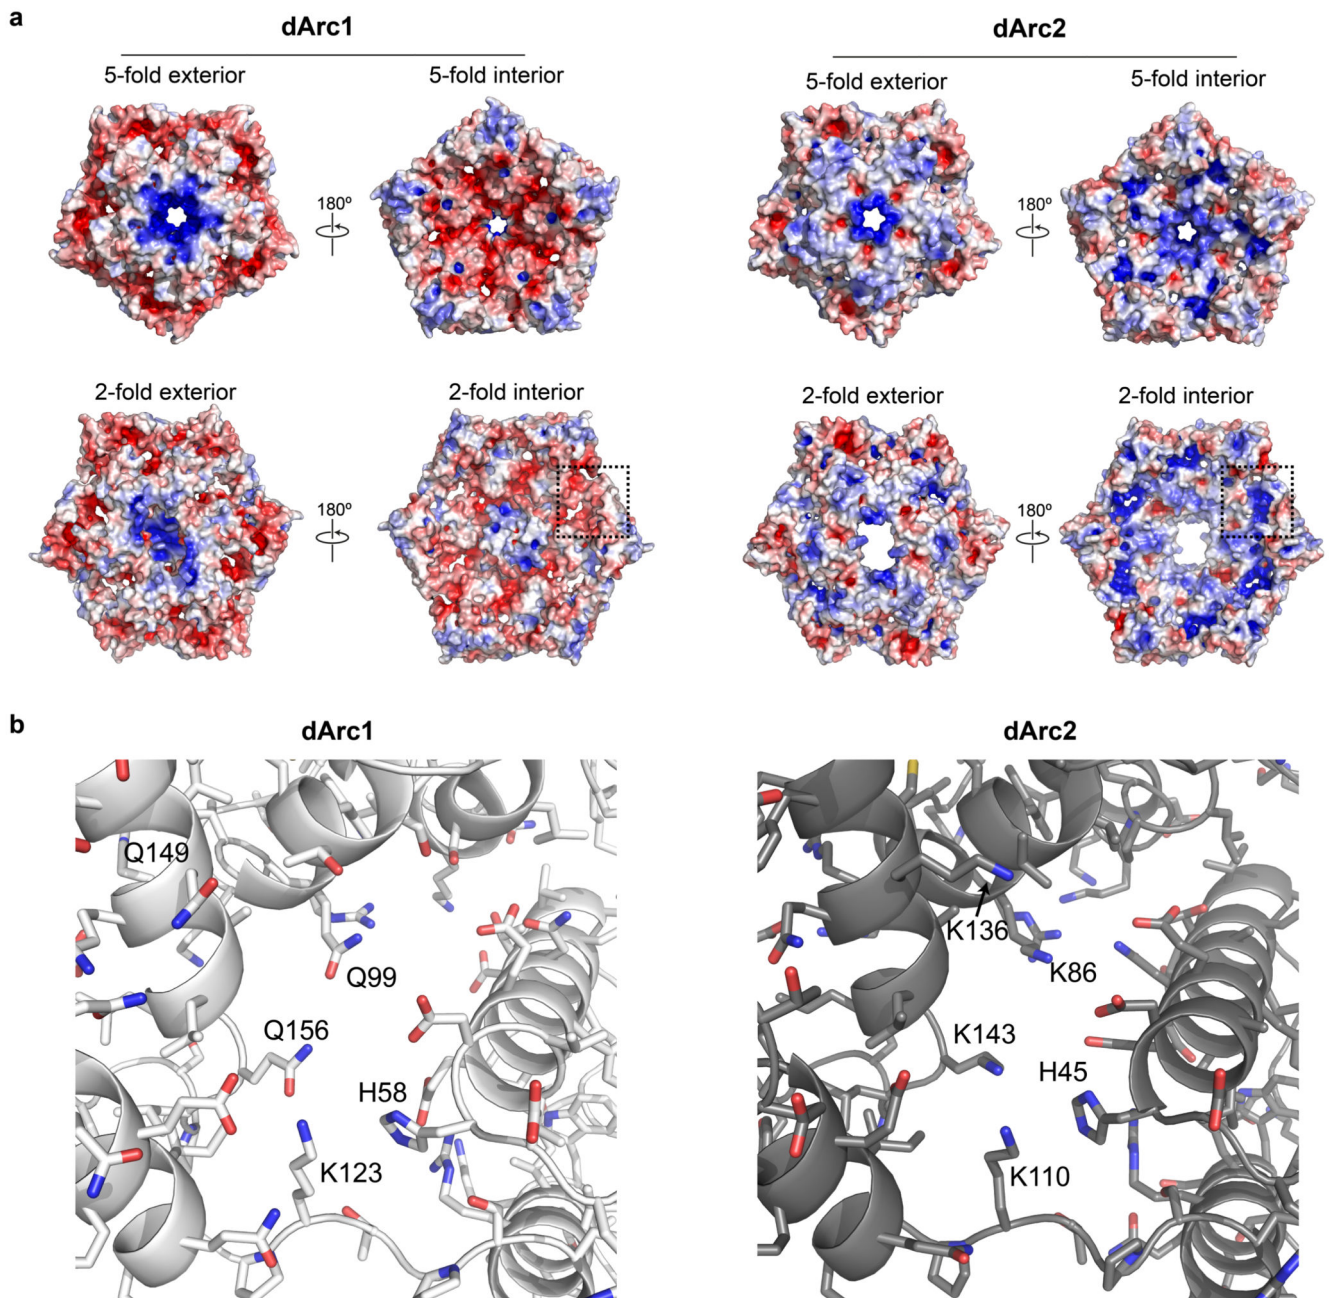 a
dArc1
dArc2
5-fold exterior
5-fold interior
5-fold exterior
5-fold interior
180º
180º
2-fold exterior
2-fold interior
2-fold exterior
2-fold interior
180º
180º
b
dArc1
dArc2
Q149
Q99
Q156
H58
K123
K136
K86
K143
H45
K110